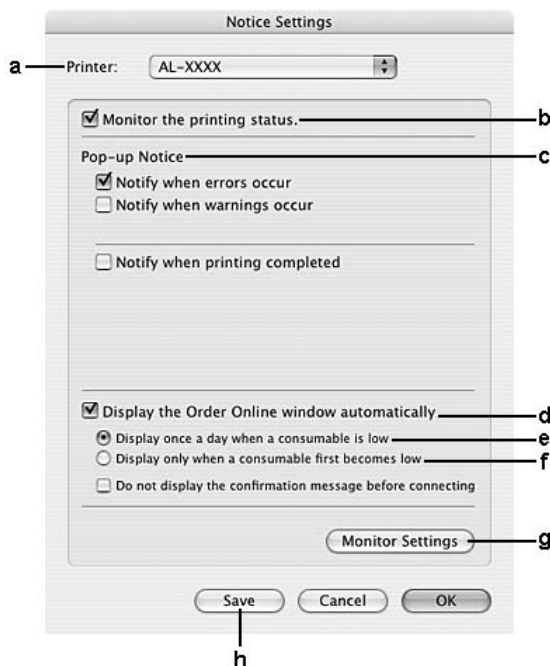 Notice Settings
a Printer: AL-XXXX
Monitor the printing status. b
Pop-up Notice c
Notify when errors occur
Notify when warnings occur
Notify when printing completed
Display the Order Online window automatically d
Display once a day when a consumable is low e
Display only when a consumable first becomes low f
Do not display the confirmation message before connecting
Monitor Settings g
Save Cancel OK
h